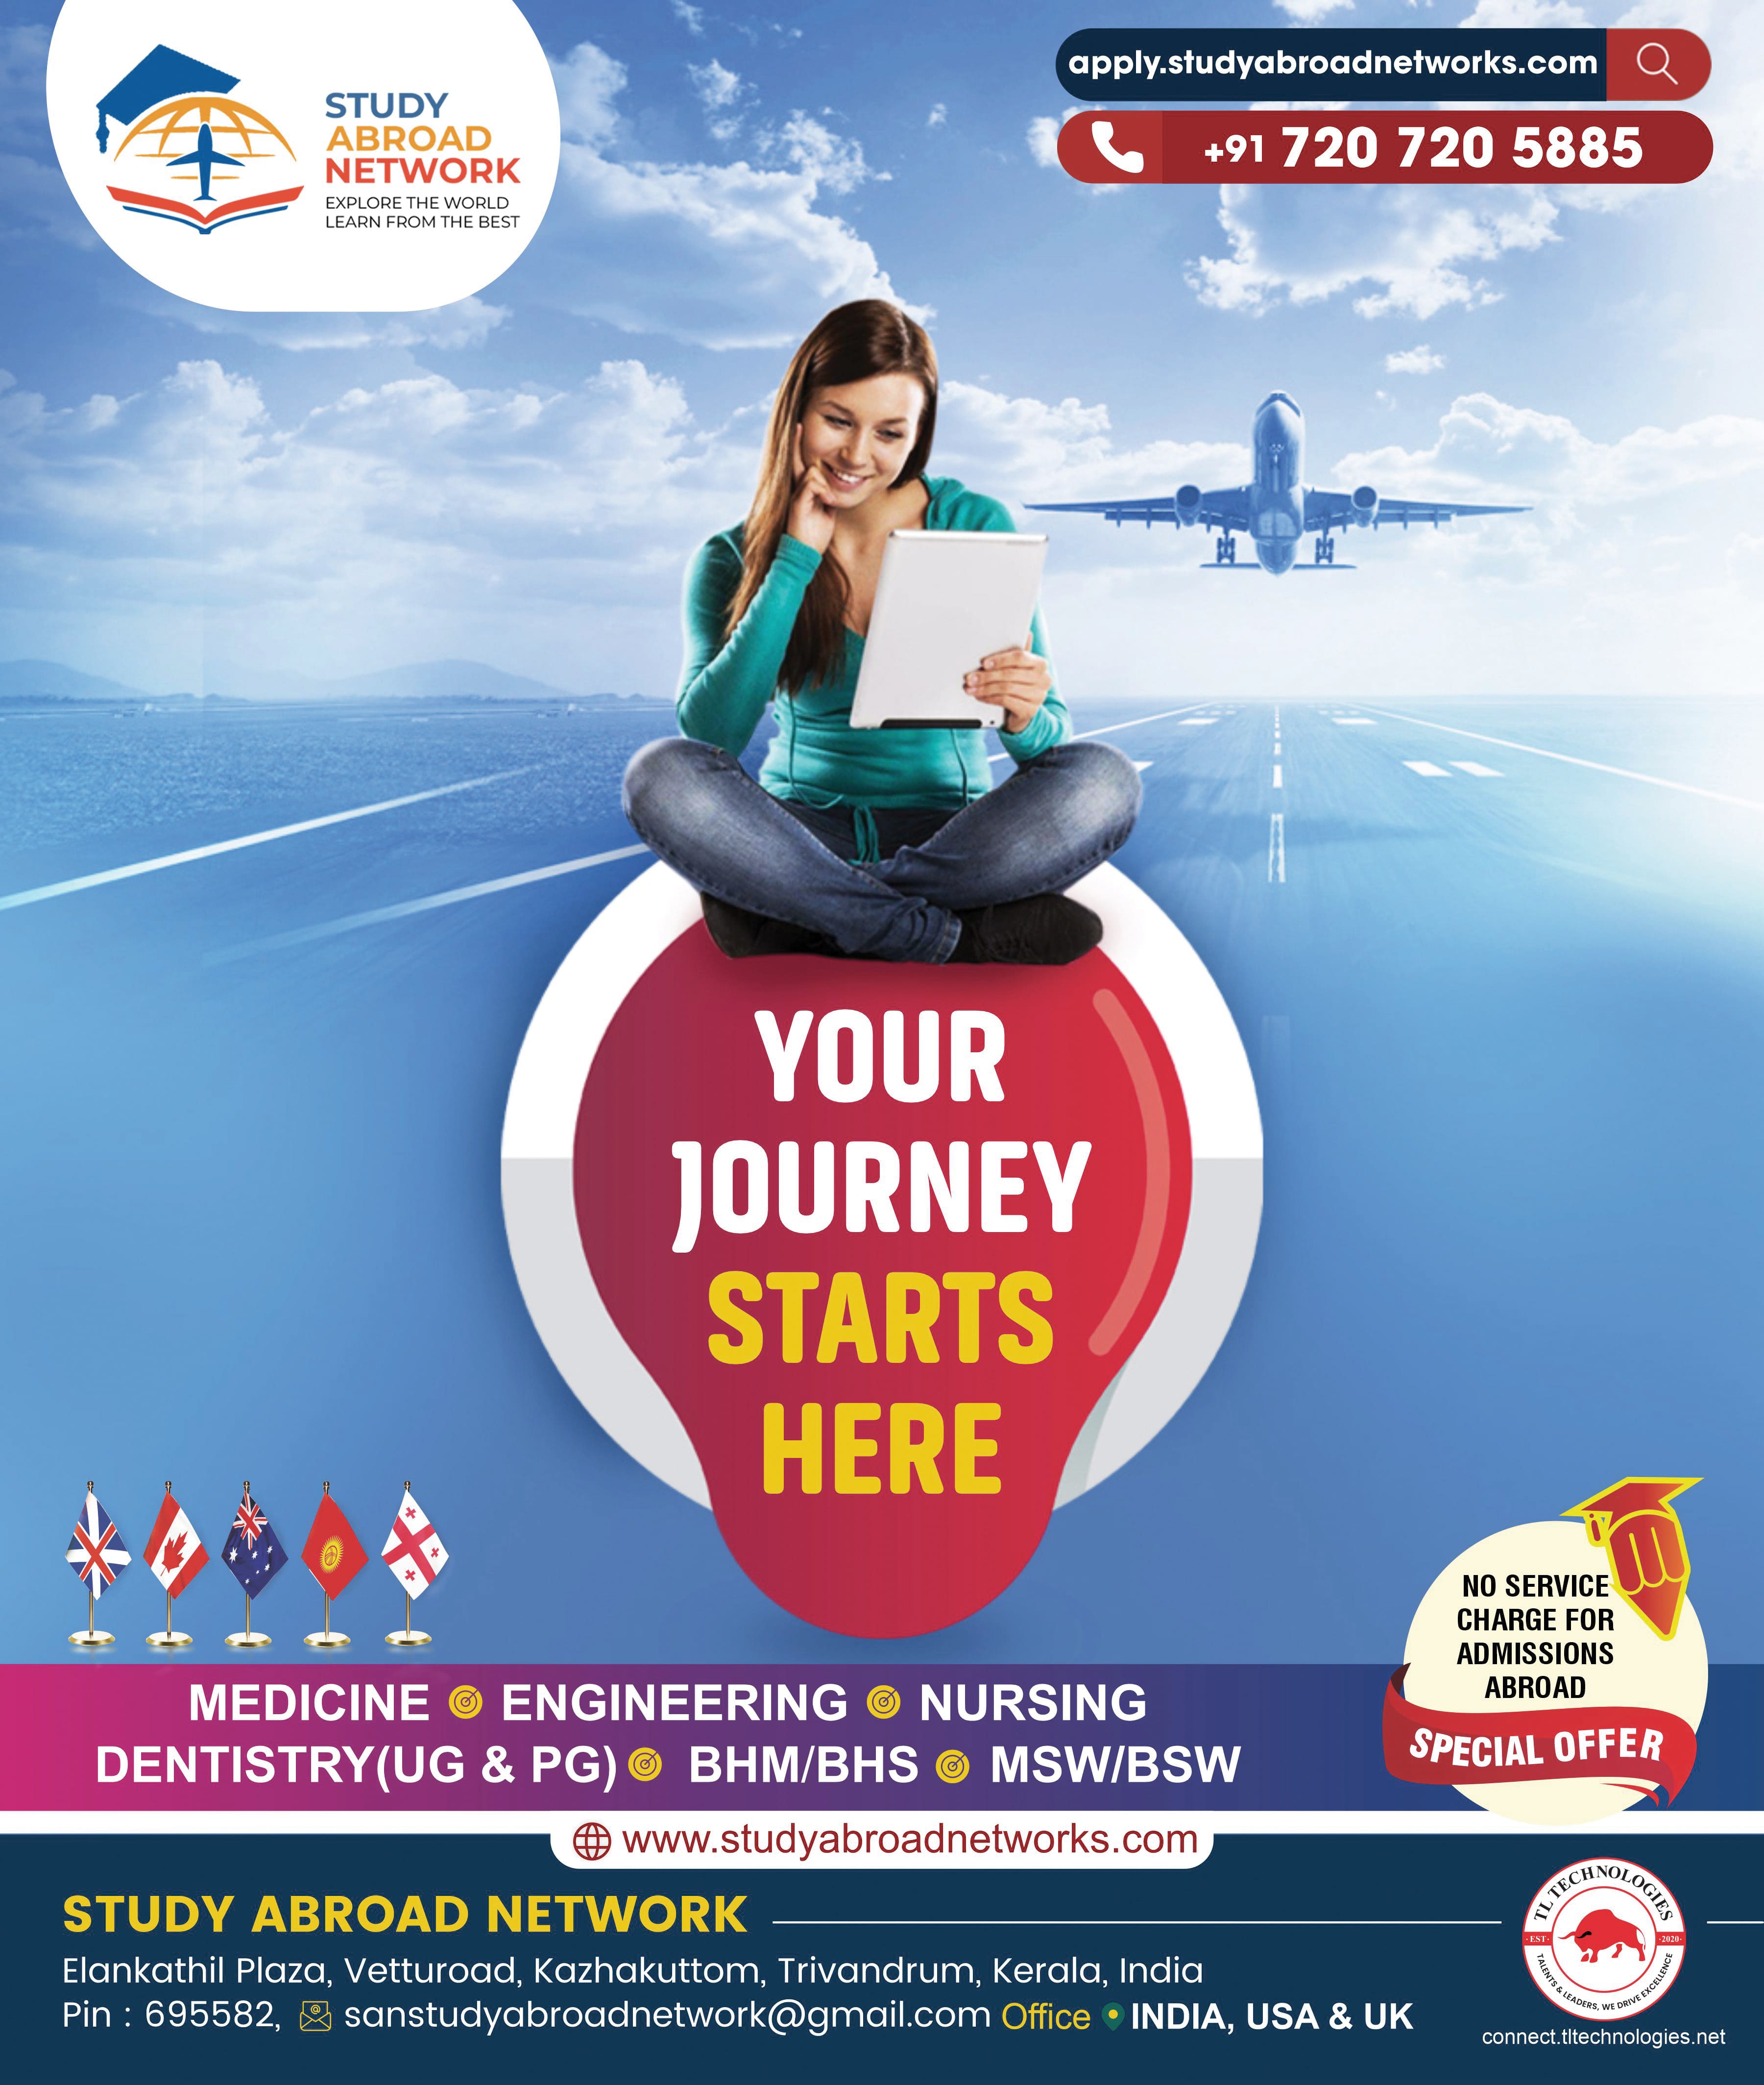 STUDY
ABROAD
NETWORK
EXPLORE THE WORLD
LEARN FROM THE BEST
apply.studyabroadnetworks.com
+91 720 720 5885
YOUR
JOURNEY
STARTS
HERE
NO SERVICE
CHARGE FOR
ADMISSIONS
ABROAD
SPECIAL OFFER
MEDICINE ENGINEERING NURSING
DENTISTRY(UG & PG) BHM/BHS MSW/BSW
www.studyabroadnetworks.com
STUDY ABROAD NETWORK
Elankathil Plaza, Vetturoad, Kazhakuttom, Trivandrum, Kerala, India
Pin : 695582, sanstudyabroadnetwork@gmail.com Office INDIA, USA & UK
TL TECHNOLOGIES
· EST · · 2020 ·
TALENTS & LEADERS, WE DRIVE EXCELLENCE
connect.tltechnologies.net